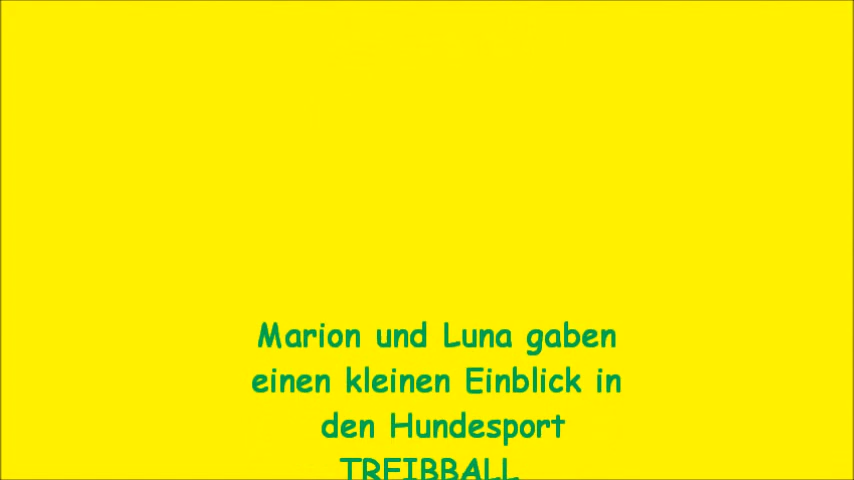 Marion und Luna gaben
einen kleinen Einblick in
den Hundesport
TREIBBALL